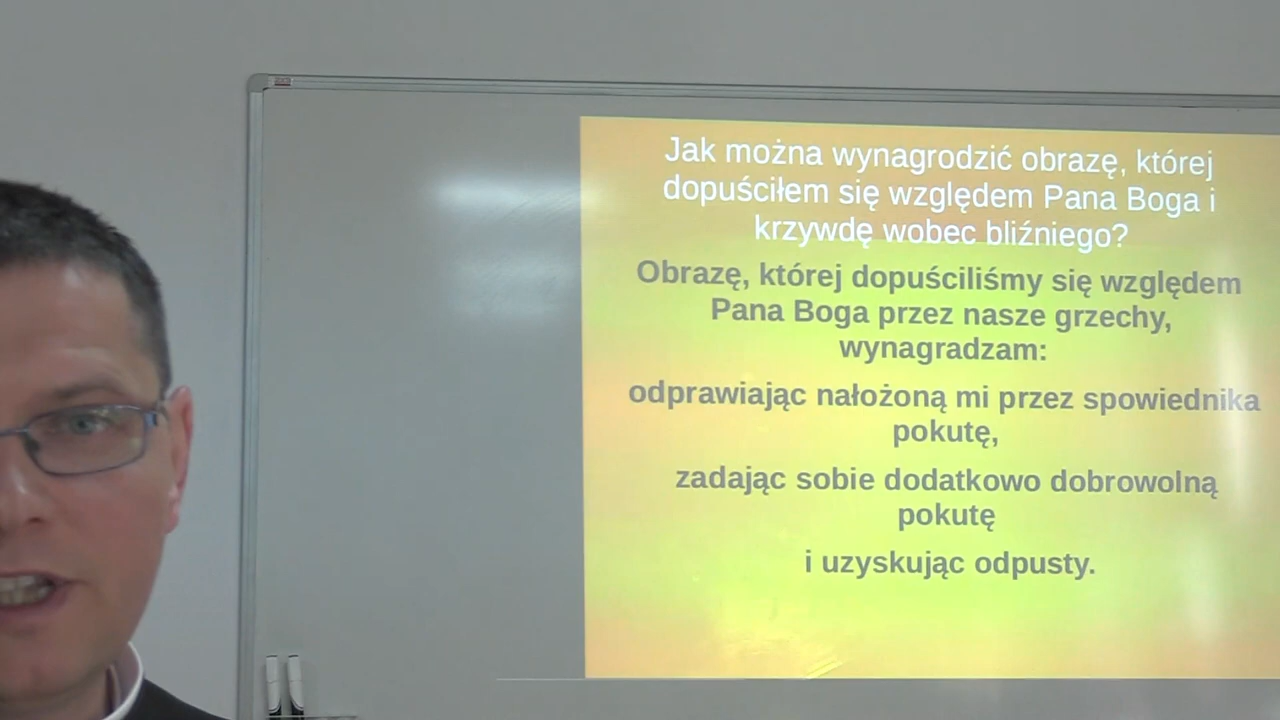 Jak można wynagrodzić obrazę, której
dopuściłem się względem Pana Boga i
krzywdę wobec bliźniego?
Obrazę, której dopuściliśmy się względem
Pana Boga przez nasze grzechy,
wynagradzam:
odprawiając nałożoną mi przez spowiednika
pokutę,
zadając sobie dodatkowo dobrowolną
pokutę
i uzyskując odpusty.